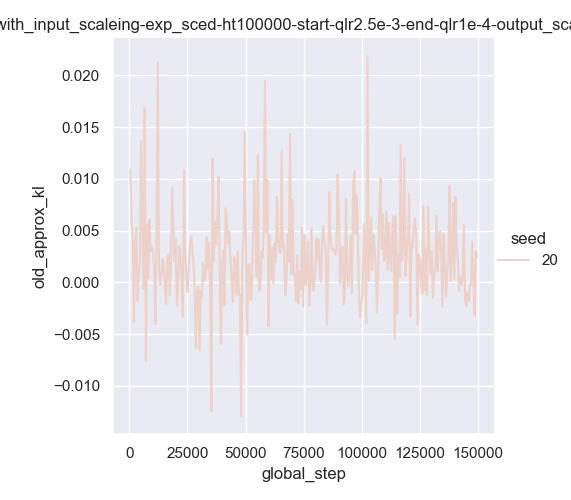 with_input_scaleing-exp_sced-ht100000-start-qlr2.5e-3-end-qlr1e-4-output_sca
0.020
0.015
0.010
0.005
0.000
−0.005
−0.010
old_approx_kl
0 25000 50000 75000 100000 125000 150000
global_step
seed
20